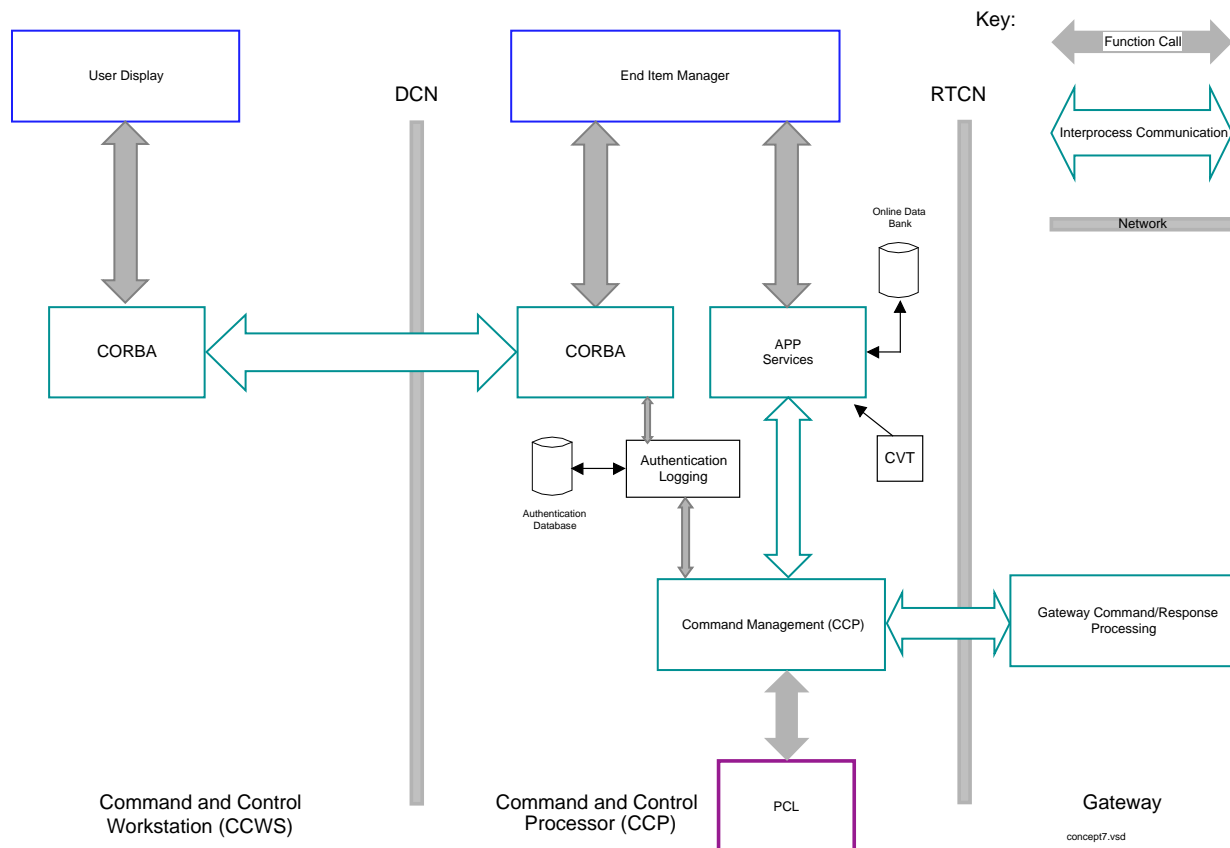 Key:
Function Call
User Display
End Item Manager
DCN
RTCN
Interprocess Communication
Online Data
Bank
Network
CORBA
CORBA
APP
Services
CVT
Authentication
Logging
Authentication
Database
Command Management (CCP)
Gateway Command/Response
Processing
Command and Control
Workstation (CCWS)
Command and Control
Processor (CCP)
PCL
Gateway
concept7.vsd